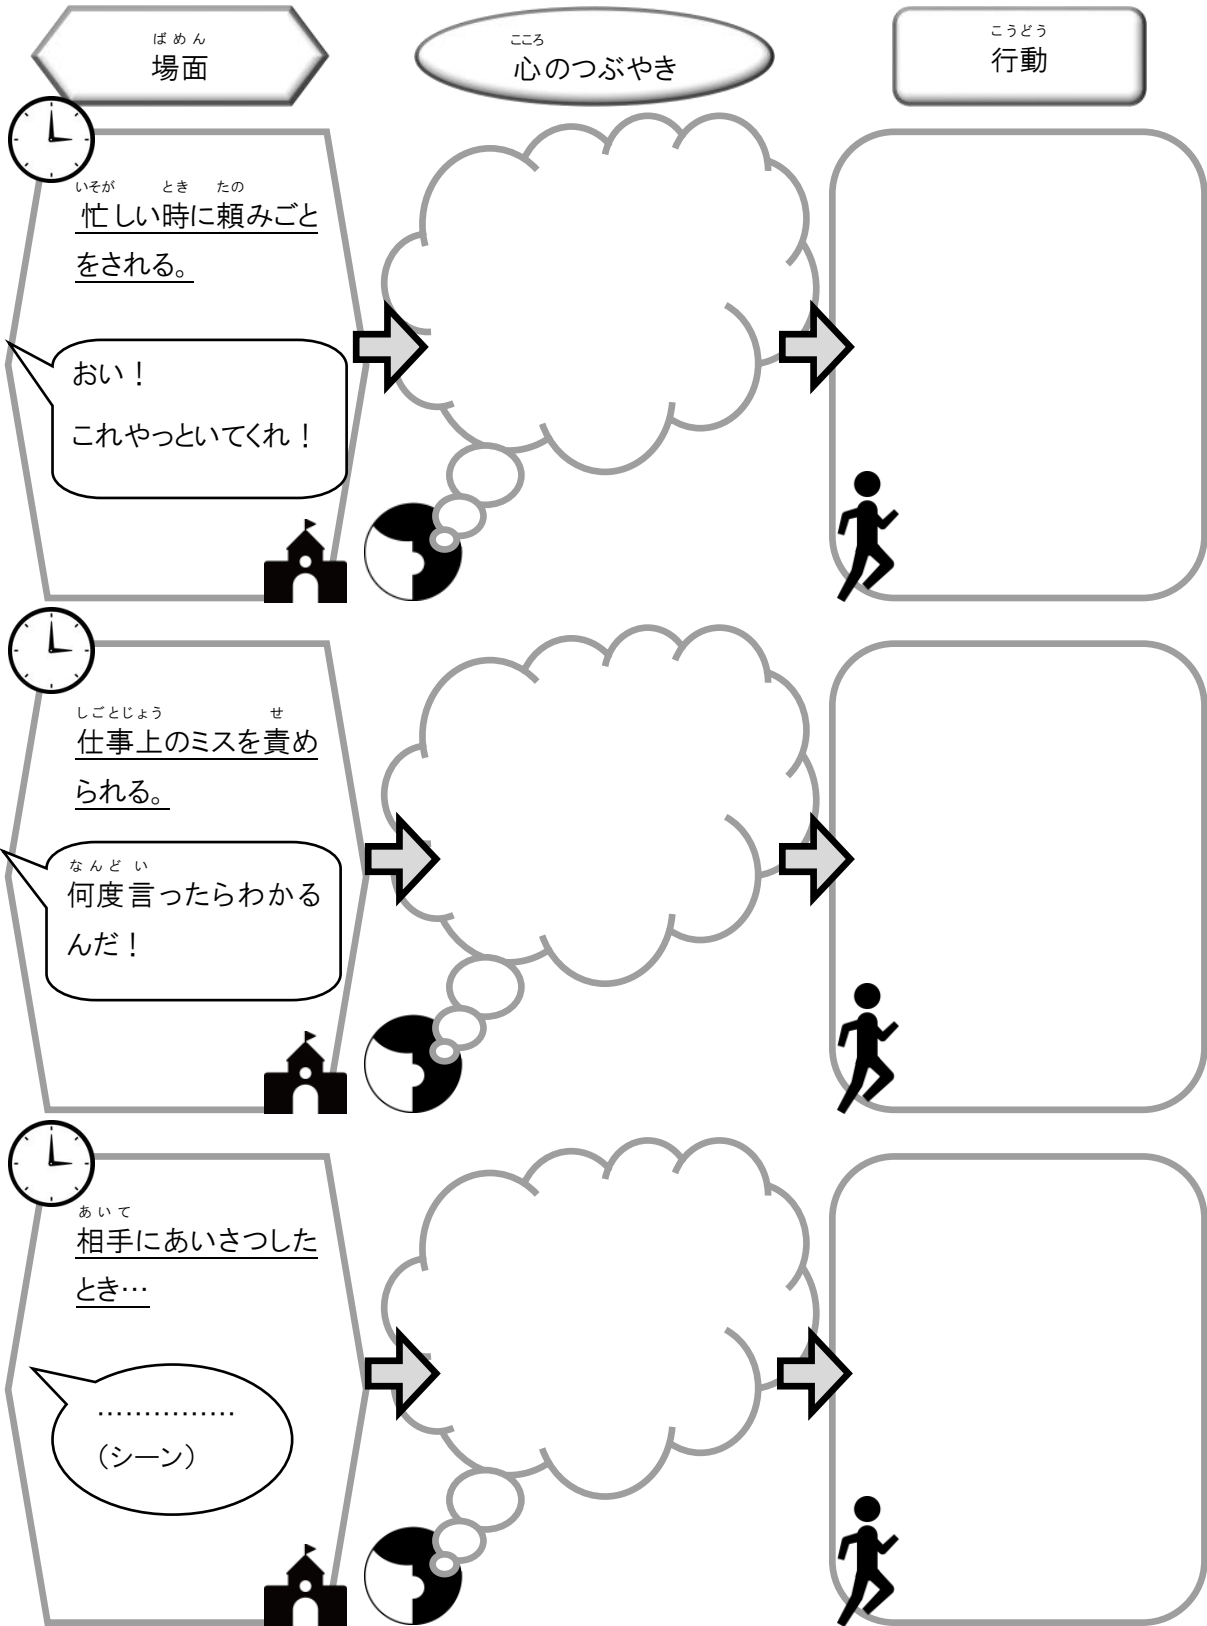 ばめん
場面
こころ
心のつぶやき
こうどう
行動
いそが とき たの
忙しい時に頼みごと
をされる。
おい！
これやっといてくれ！
しごとじょう せ
仕事上のミスを責め
られる。
なんど い
何度言ったらわかる
んだ！
あいて
相手にあいさつした
とき…
……………
（シーン）